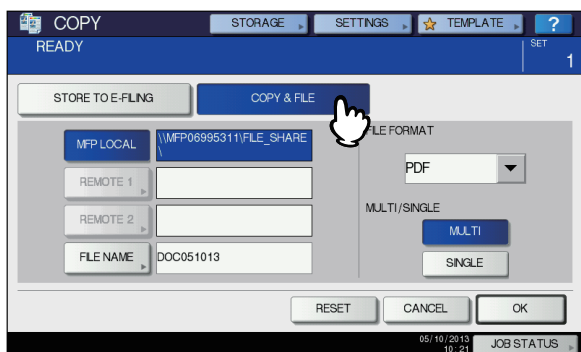 COPY
STORAGE
SETTINGS
TEMPLATE
?
READY
SET
1
STORE TO E-FILING
COPY & FILE
MFP LOCAL
\\MFP06995311\FILE_SHARE
\
FILE FORMAT
REMOTE 1
PDF
REMOTE 2
MULTI/SINGLE
MULTI
FILE NAME
DOC051013
SINGLE
RESET
CANCEL
OK
05/10/2013
10:21
JOB STATUS